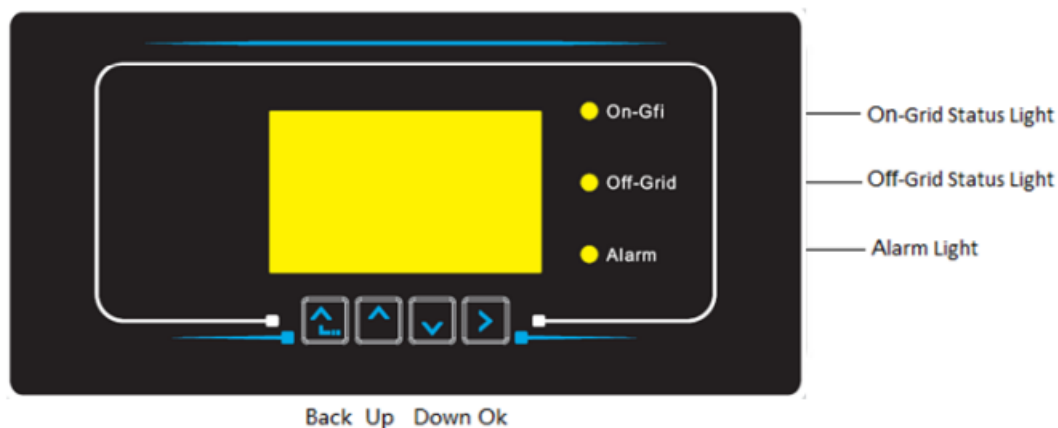 On-Gfi
On-Grid Status Light
Off-Grid
Off-Grid Status Light
Alarm
Alarm Light
Back Up Down Ok